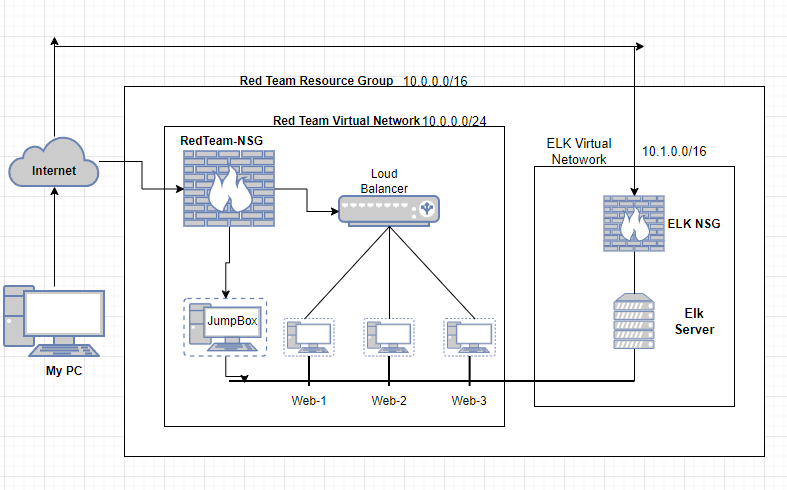 Red Team Resource Group 10.0.0.0/16
Red Team Virtual Network 10.0.0.0/24
RedTeam-NSG
ELK Virtual
Netowork
10.1.0.0/16
Internet
Loud
Balancer
ELK NSG
JumpBox
Elk
Server
My PC
Web-1
Web-2
Web-3